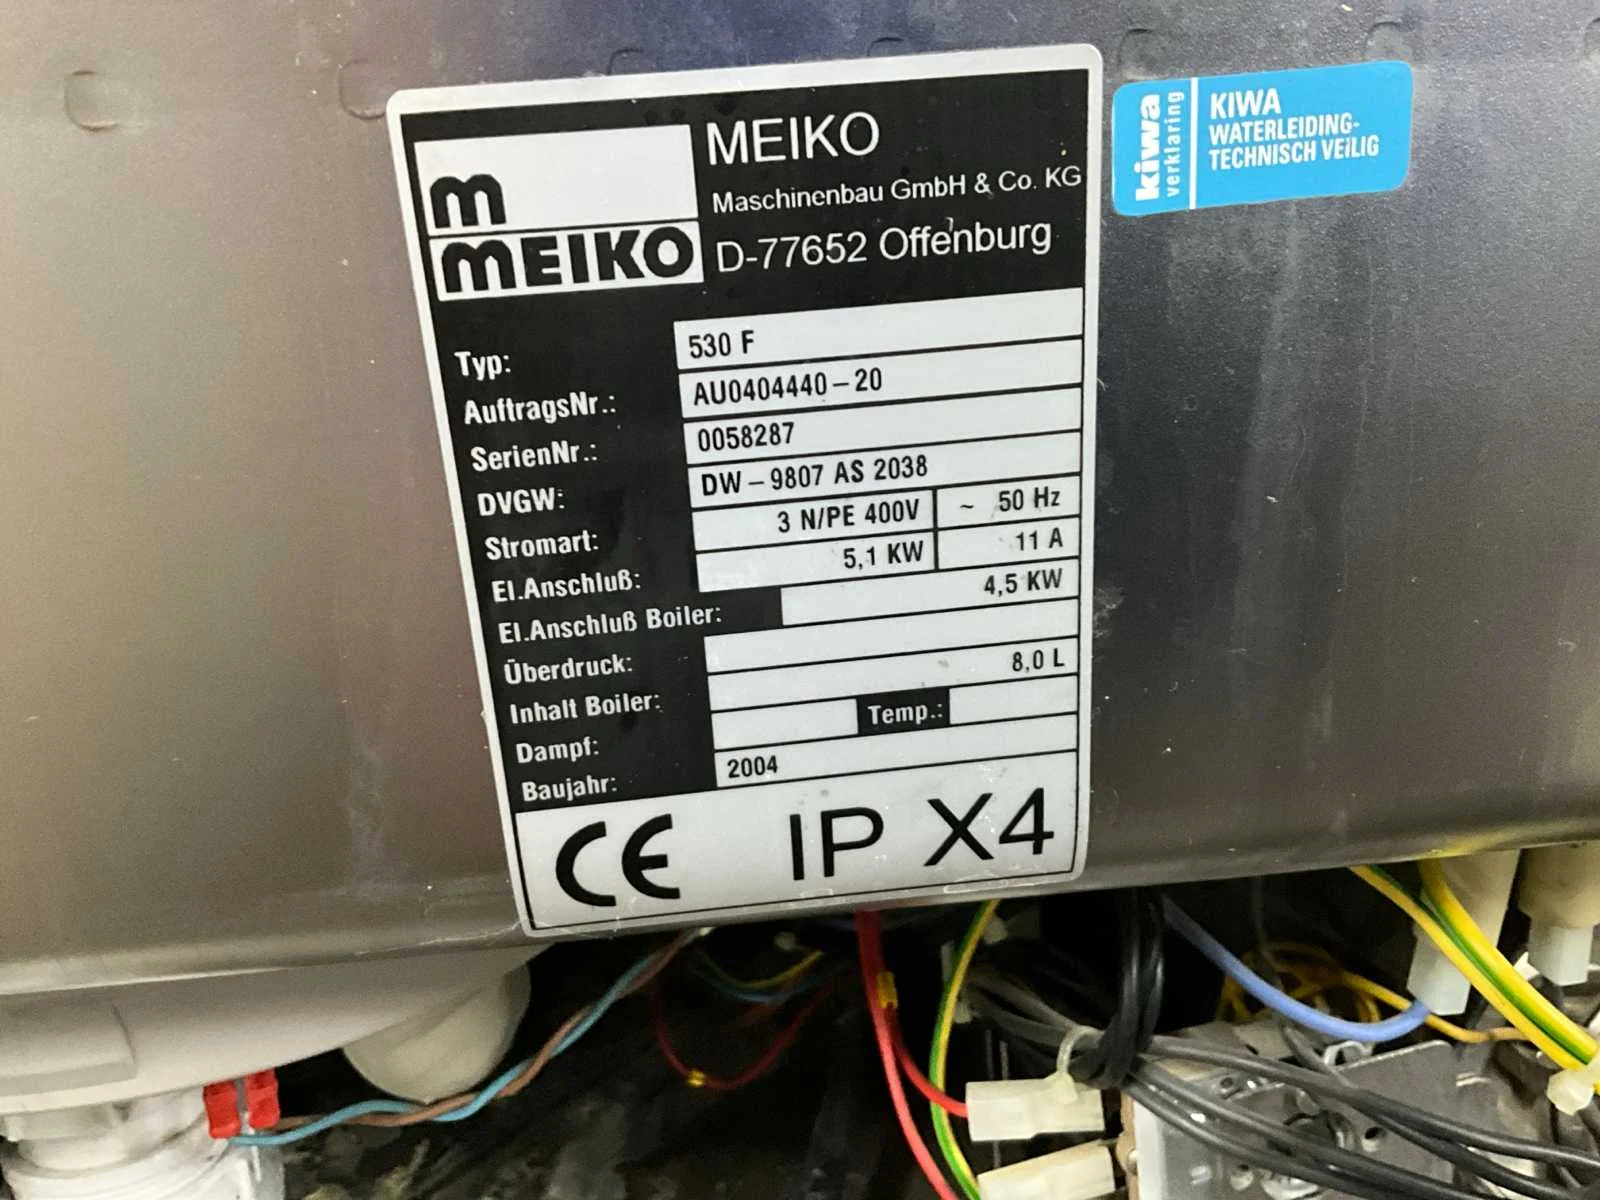 m
MEIKO
MEIKO
Maschinenbau GmbH & Co. KG
D-77652 Offenburg
Typ: 530 F
AuftragsNr.: AU0404440-20
SerienNr.: 0058287
DVGW: DW-9807 AS 2038
Stromart: 3 N/PE 400V ~ 50 Hz
El.Anschluß: 5,1 KW 11 A
El.Anschluß Boiler: 4,5 KW
Überdruck:
Inhalt Boiler: 8,0 L
Dampf: Temp.:
Baujahr: 2004
CE IP X4
kiwa
verklaring
KIWA
WATERLEIDING-
TECHNISCH VEiLIG